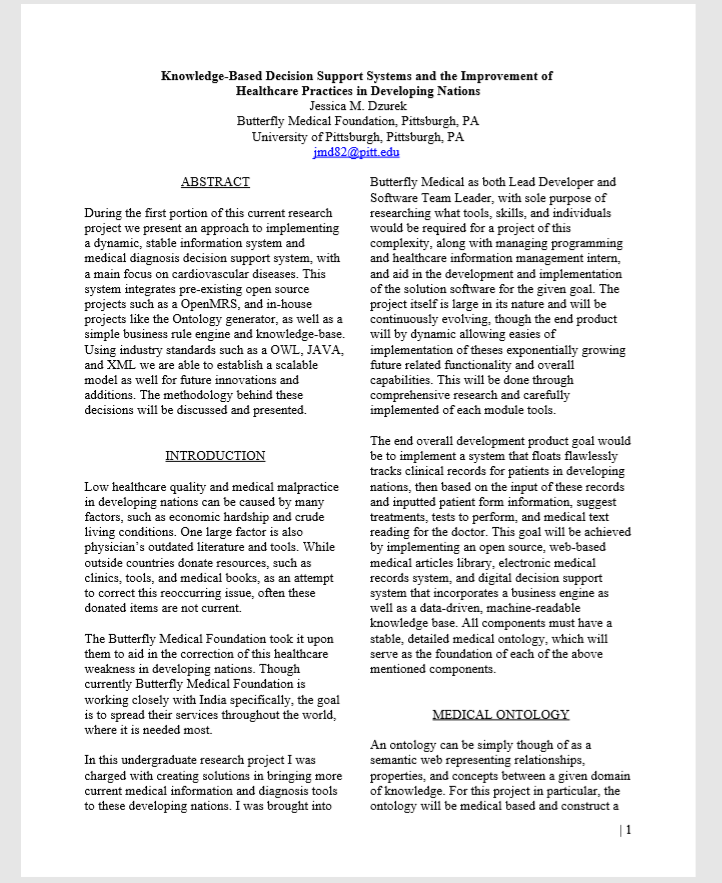 Knowledge-Based Decision Support Systems and the Improvement of
Healthcare Practices in Developing Nations
Jessica M. Dzurek
Butterfly Medical Foundation, Pittsburgh, PA
University of Pittsburgh, Pittsburgh, PA
jmd82@pitt.edu
ABSTRACT
During the first portion of this current research
project we present an approach to implementing
a dynamic, stable information system and
medical diagnosis decision support system, with
a main focus on cardiovascular diseases. This
system integrates pre-existing open source
projects such as a OpenMRS, and in-house
projects like the Ontology generator, as well as a
simple business rule engine and knowledge-base.
Using industry standards such as a OWL, JAVA,
and XML we are able to establish a scalable
model as well for future innovations and
additions. The methodology behind these
decisions will be discussed and presented.
INTRODUCTION
Low healthcare quality and medical malpractice
in developing nations can be caused by many
factors, such as economic hardship and crude
living conditions. One large factor is also
physician's outdated literature and tools. While
outside countries donate resources, such as
clinics, tools, and medical books, as an attempt
to correct this reoccurring issue, often these
donated items are not current.
The Butterfly Medical Foundation took it upon
them to aid in the correction of this healthcare
weakness in developing nations. Though
currently Butterfly Medical Foundation is
working closely with India specifically, the goal
is to spread their services throughout the world,
where it is needed most.
In this undergraduate research project I was
charged with creating solutions in bringing more
current medical information and diagnosis tools
to these developing nations. I was brought into
Butterfly Medical as both Lead Developer and
Software Team Leader, with sole purpose of
researching what tools, skills, and individuals
would be required for a project of this
complexity, along with managing programming
and healthcare information management intern,
and aid in the development and implementation
of the solution software for the given goal. The
project itself is large in its nature and will be
continuously evolving, though the end product
will by dynamic allowing easies of
implementation of theses exponentially growing
future related functionality and overall
capabilities. This will be done through
comprehensive research and carefully
implemented of each module tools.
The end overall development product goal would
be to implement a system that floats flawlessly
tracks clinical records for patients in developing
nations, then based on the input of these records
and inputted patient form information, suggest
treatments, tests to perform, and medical text
reading for the doctor. This goal will be achieved
by implementing an open source, web-based
medical articles library, electronic medical
records system, and digital decision support
system that incorporates a business engine as
well as a data-driven, machine-readable
knowledge base. All components must have a
stable, detailed medical ontology, which will
serve as the foundation of each of the above
mentioned components.
MEDICAL ONTOLOGY
An ontology can be simply though of as a
semantic web representing relationships,
properties, and concepts between a given domain
of knowledge. For this project in particular, the
ontology will be medical based and construct a
| 1